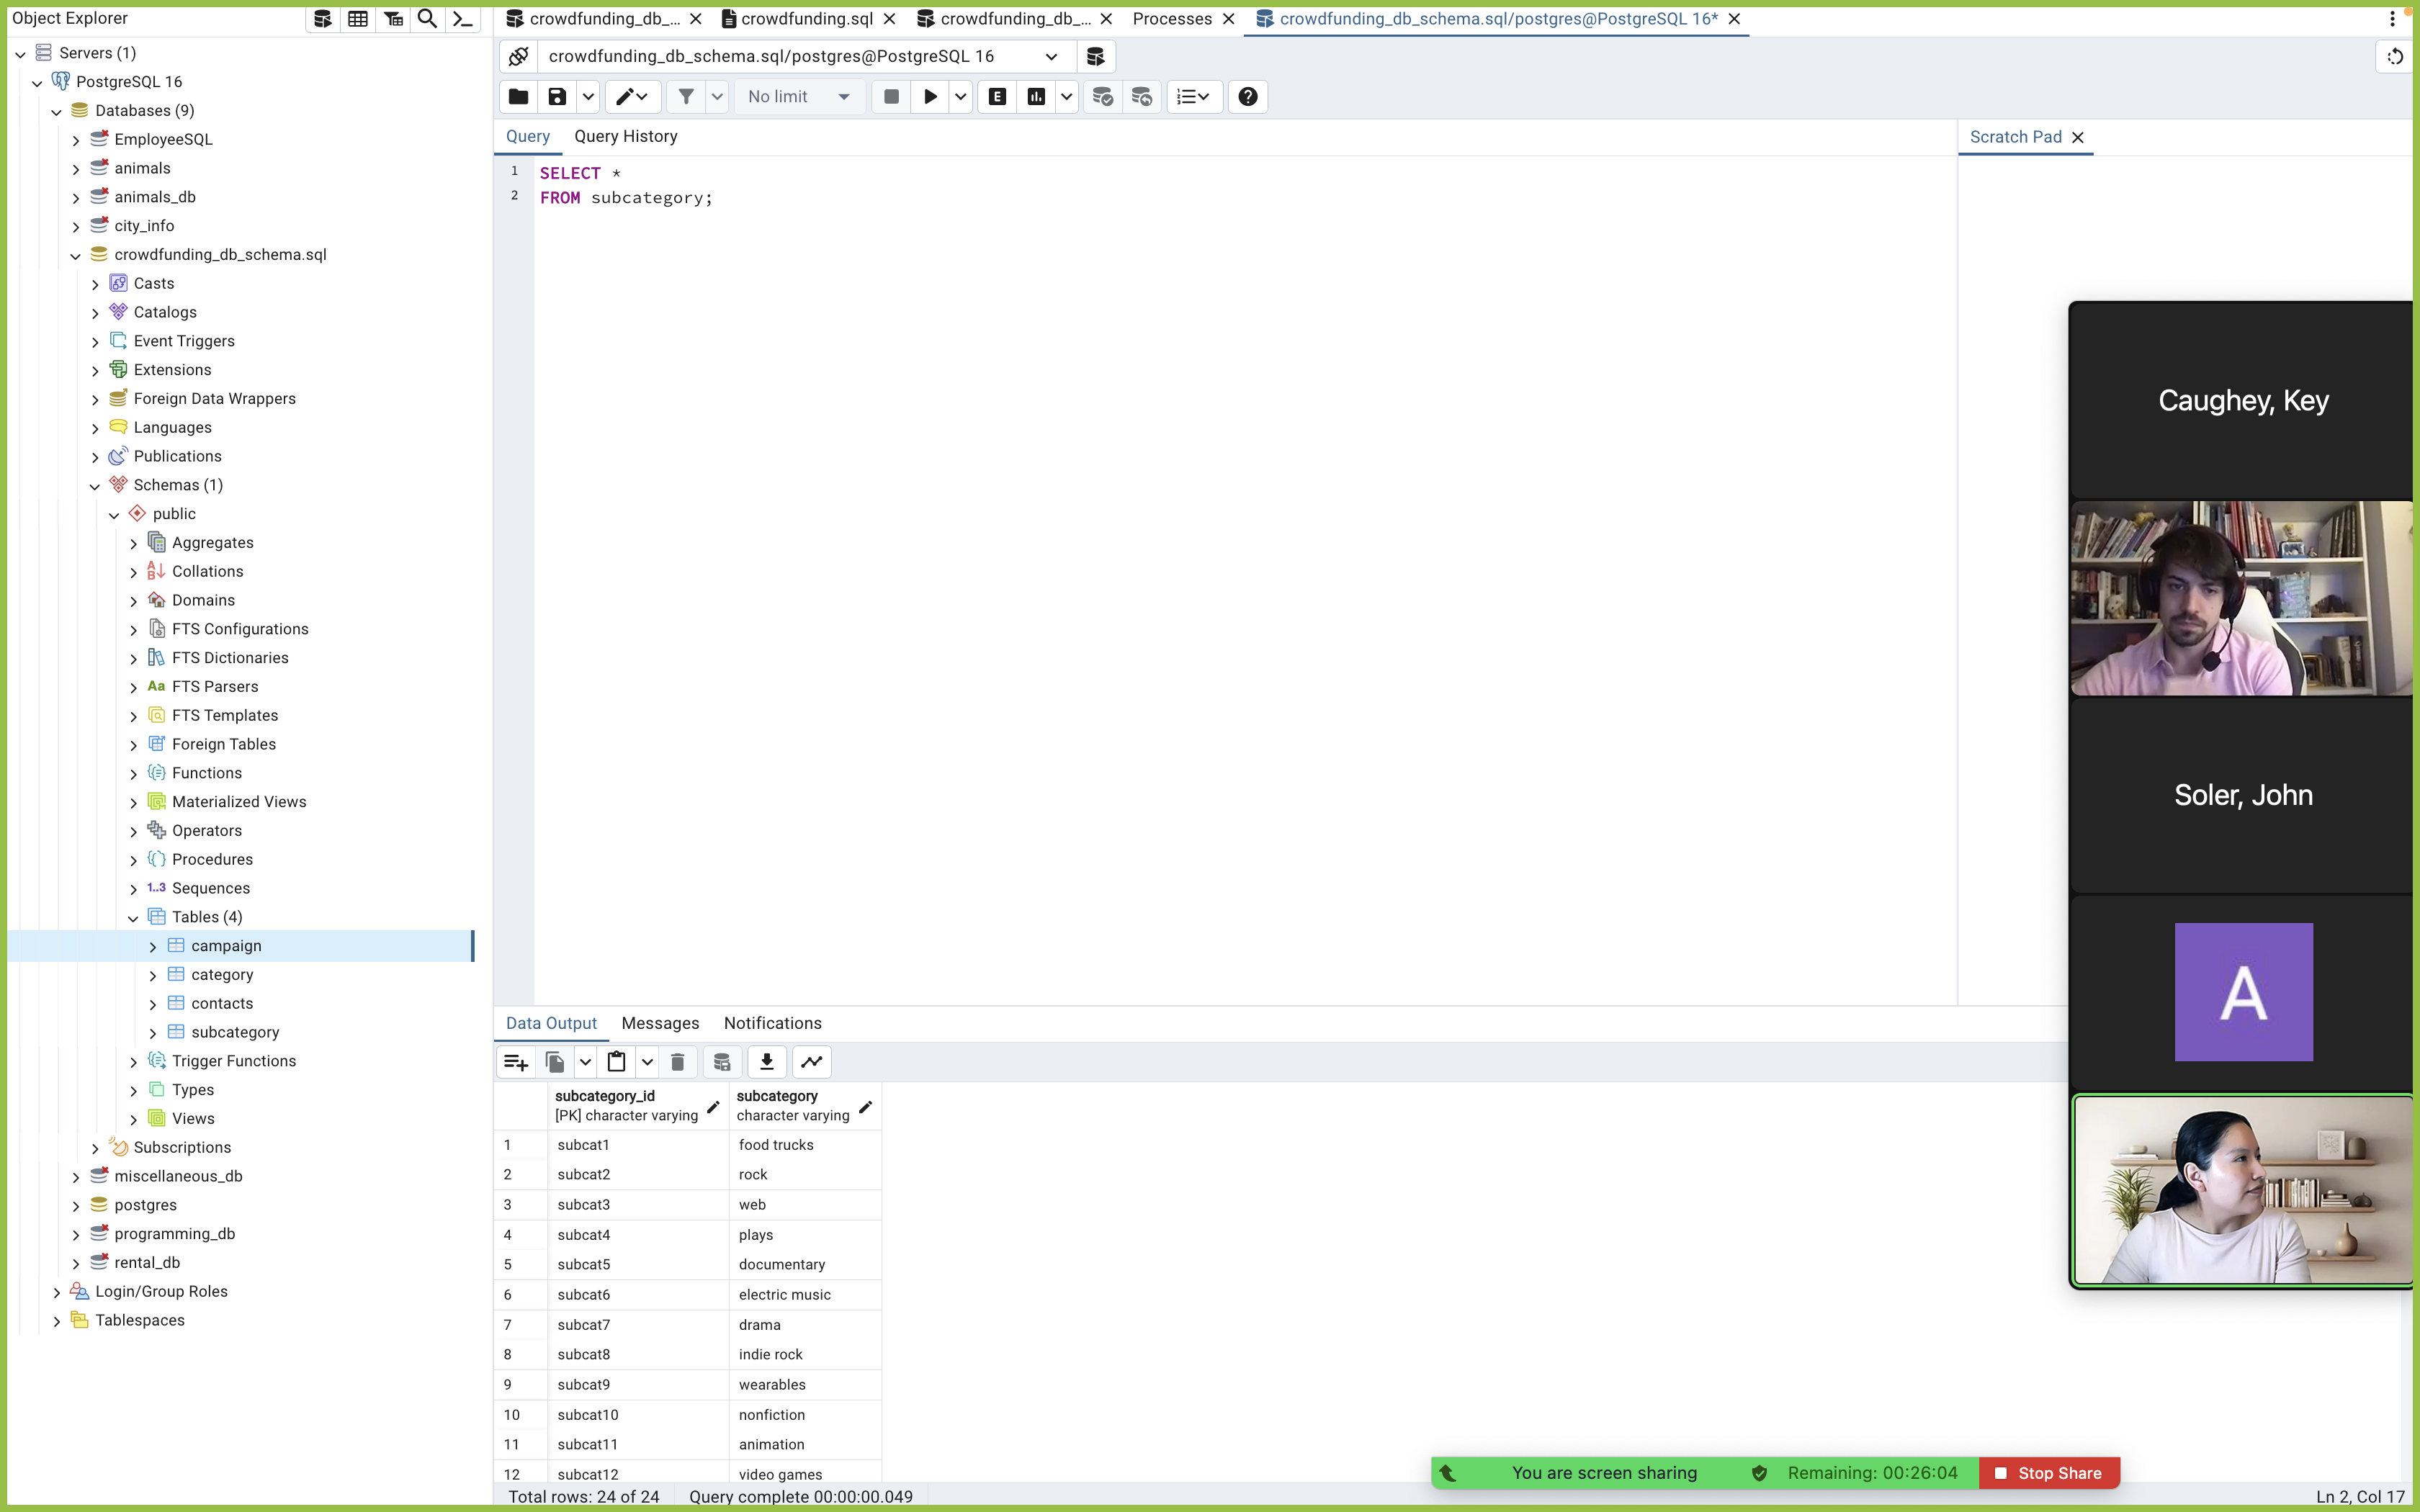 Object Explorer
Servers (1)
PostgreSQL 16
Databases (9)
EmployeeSQL
animals
animals_db
city_info
crowdfunding_db_schema.sql
Casts
Catalogs
Event Triggers
Extensions
Foreign Data Wrappers
Languages
Publications
Schemas (1)
public
Aggregates
Collations
Domains
FTS Configurations
FTS Dictionaries
Aa FTS Parsers
FTS Templates
Foreign Tables
Functions
Materialized Views
Operators
Procedures
1..3 Sequences
Tables (4)
campaign
category
contacts
subcategory
Trigger Functions
Types
Views
Subscriptions
miscellaneous_db
postgres
programming_db
rental_db
Login/Group Roles
Tablespaces
crowdfunding_db_... crowdfunding.sql crowdfunding_db_... Processes crowdfunding_db_schema.sql/postgres@PostgreSQL 16*
crowdfunding_db_schema.sql/postgres@PostgreSQL 16
No limit E
Query Query History
1 SELECT *
2 FROM subcategory;
Scratch Pad
Data Output Messages Notifications
subcategory_id subcategory
[PK] character varying character varying
1 subcat1 food trucks
2 subcat2 rock
3 subcat3 web
4 subcat4 plays
5 subcat5 documentary
6 subcat6 electric music
7 subcat7 drama
8 subcat8 indie rock
9 subcat9 wearables
10 subcat10 nonfiction
11 subcat11 animation
12 subcat12 video games
Total rows: 24 of 24 Query complete 00:00:00.049
Ln 2, Col 17
Caughey, Key
Soler, John
A
You are screen sharing Remaining: 00:26:04 Stop Share